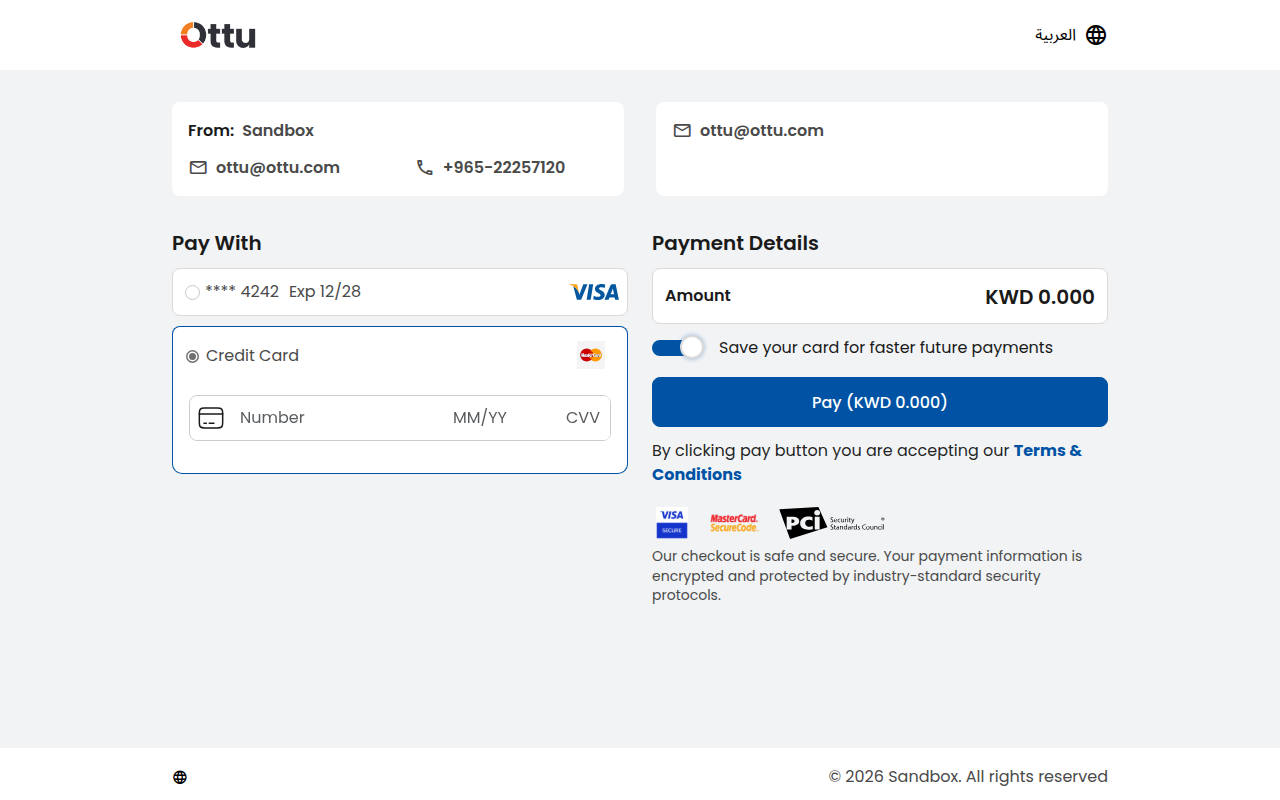 Ottu
العربية
From: Sandbox
ottu@ottu.com
+965-22257120
ottu@ottu.com
Pay With
**** 4242 Exp 12/28
VISA
Credit Card
MasterCard
Number
MM/YY
CVV
Payment Details
Amount
KWD 0.000
Save your card for faster future payments
Pay (KWD 0.000)
By clicking pay button you are accepting our Terms &
Conditions
VISA
SECURE
MasterCard.
SecureCode.
PCI
Security
Standards Council
Our checkout is safe and secure. Your payment information is
encrypted and protected by industry-standard security
protocols.
© 2026 Sandbox. All rights reserved